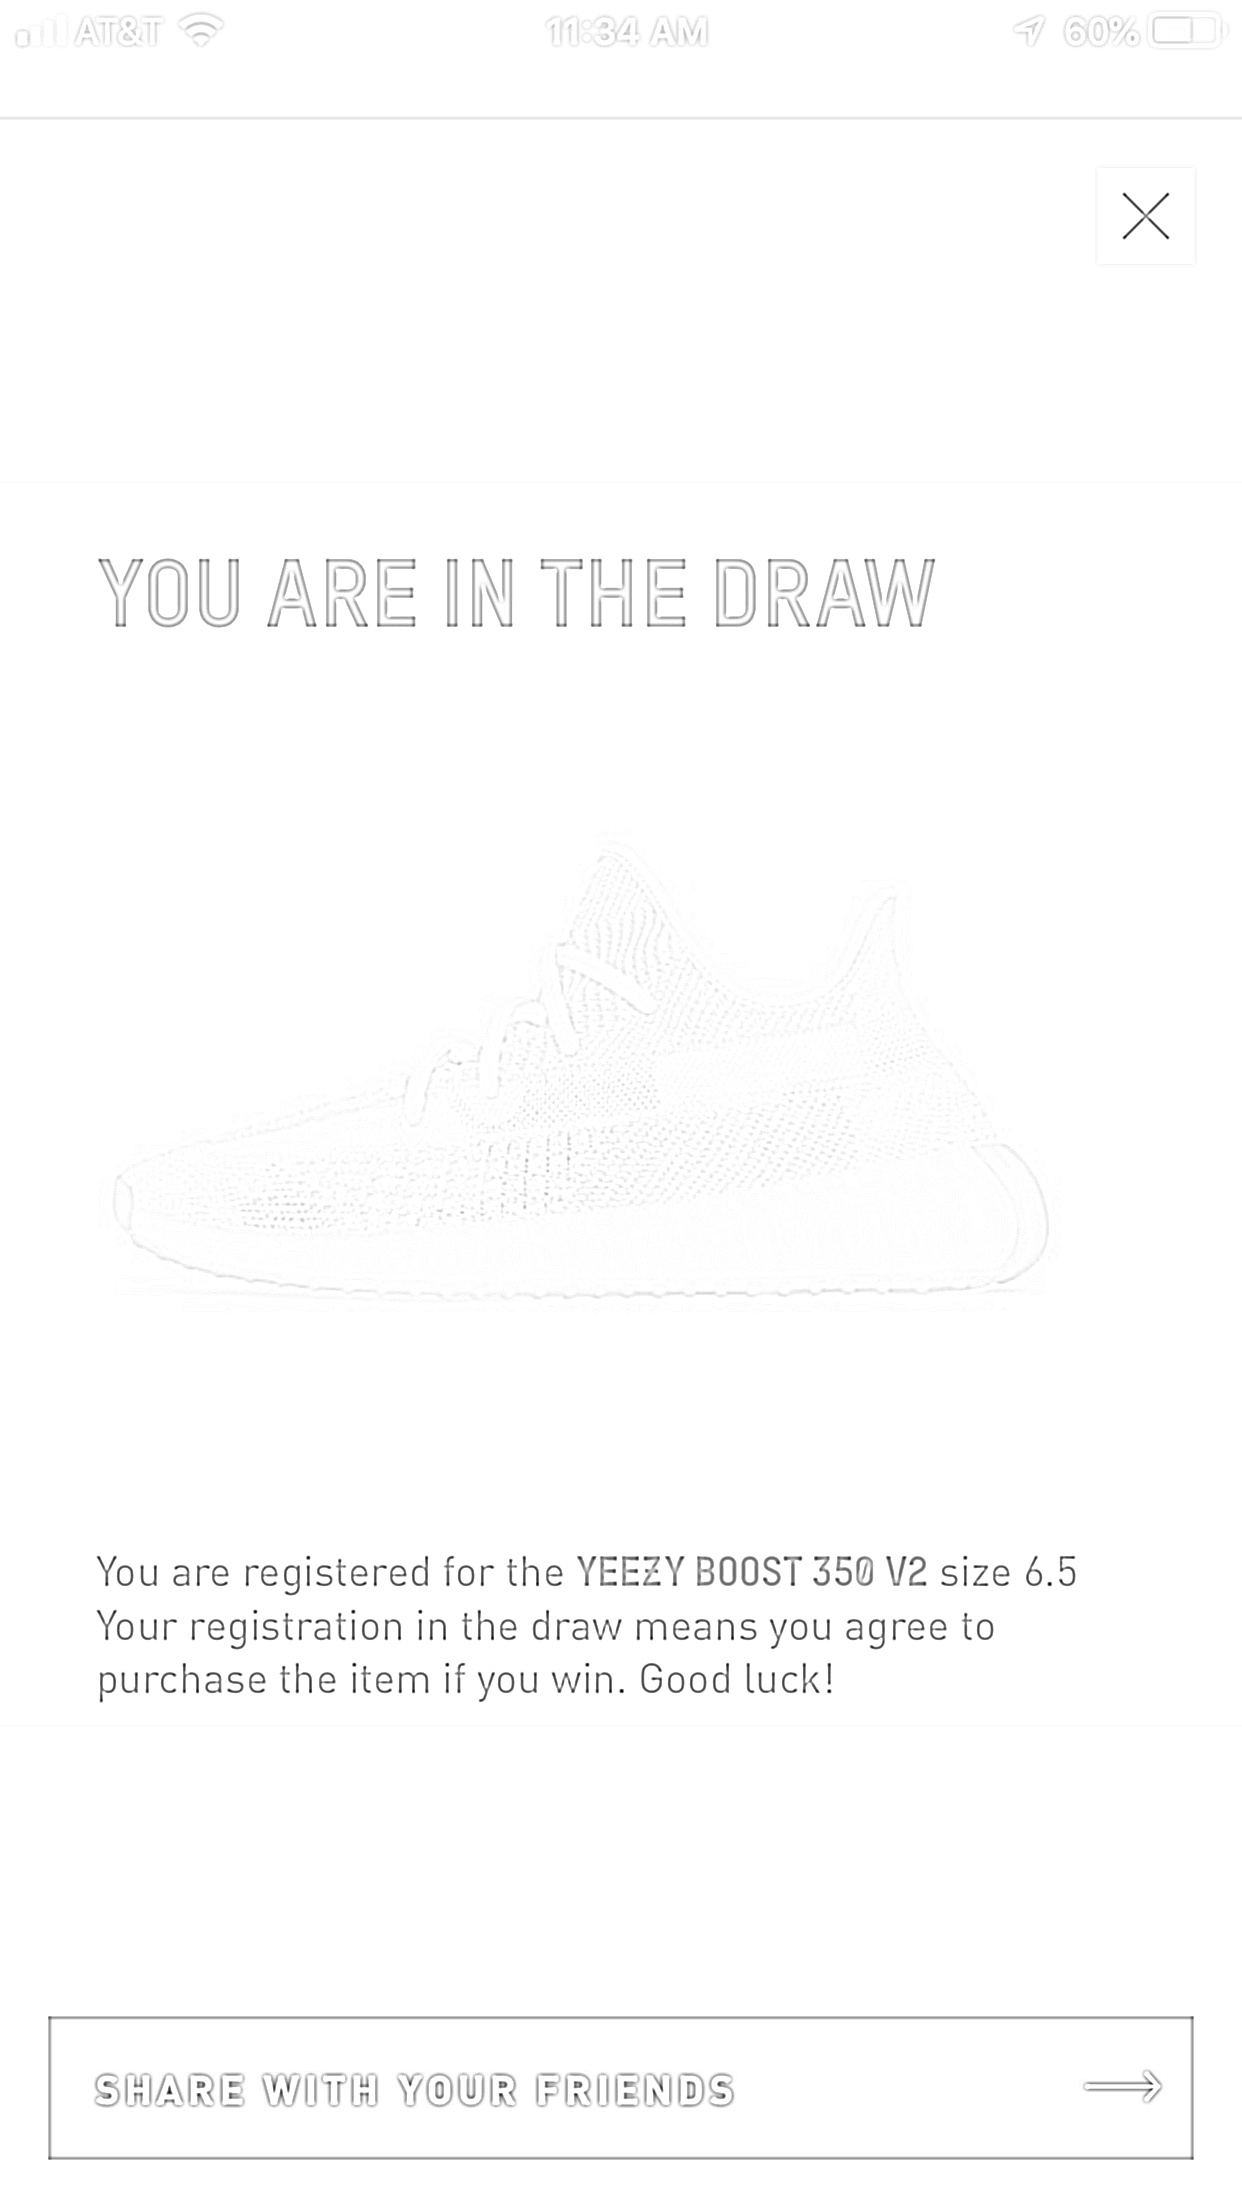 AT&T 11:34 AM 60%
YOU ARE IN THE DRAW
You are registered for the YEEZY BOOST 350 V2 size 6.5
Your registration in the draw means you agree to
purchase the item if you win. Good luck!
SHARE WITH YOUR FRIENDS